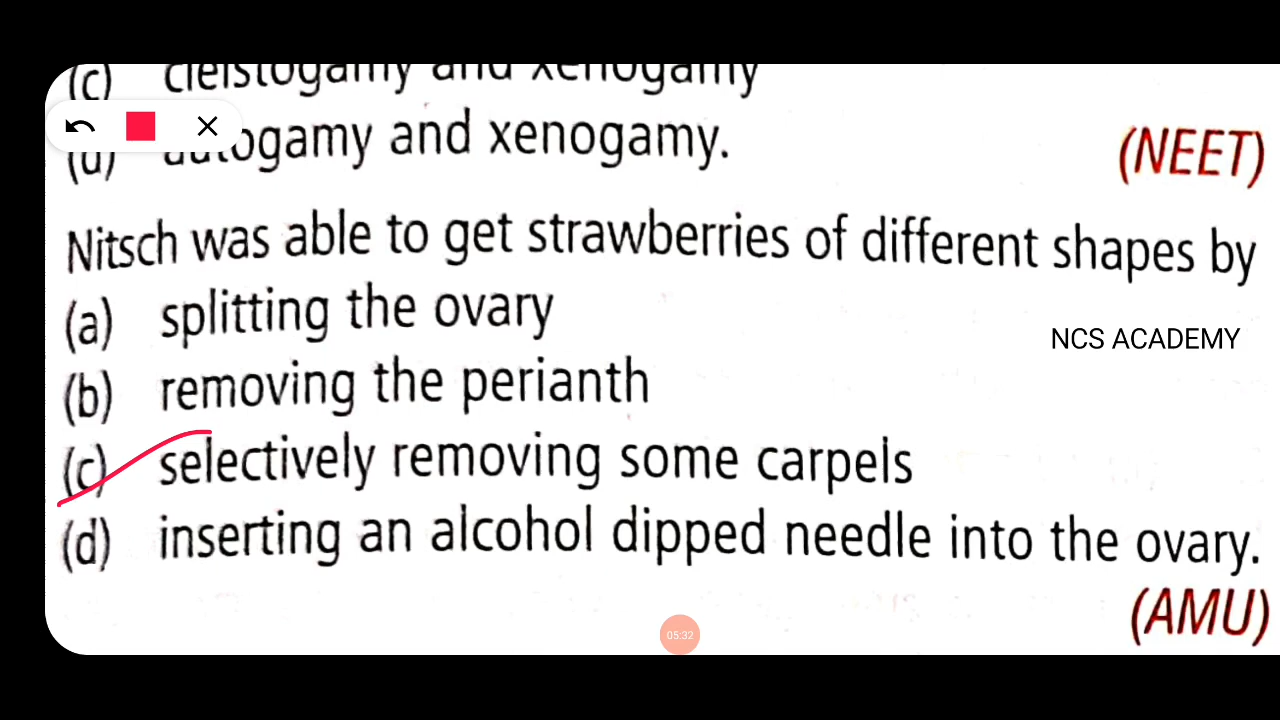 (c) cleistogamy and xenogamy
(d) autogamy and xenogamy.
(NEET)
Nitsch was able to get strawberries of different shapes by
(a) splitting the ovary
NCS ACADEMY
(b) removing the perianth
(c) selectively removing some carpels
(d) inserting an alcohol dipped needle into the ovary.
(AMU)
05:32